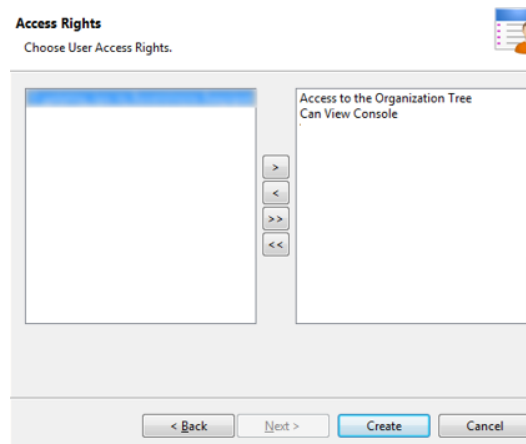 Access Rights
Choose User Access Rights.
Access to the Organization Tree
Can View Console
>
<
>>
<<
< Back
Next >
Create
Cancel